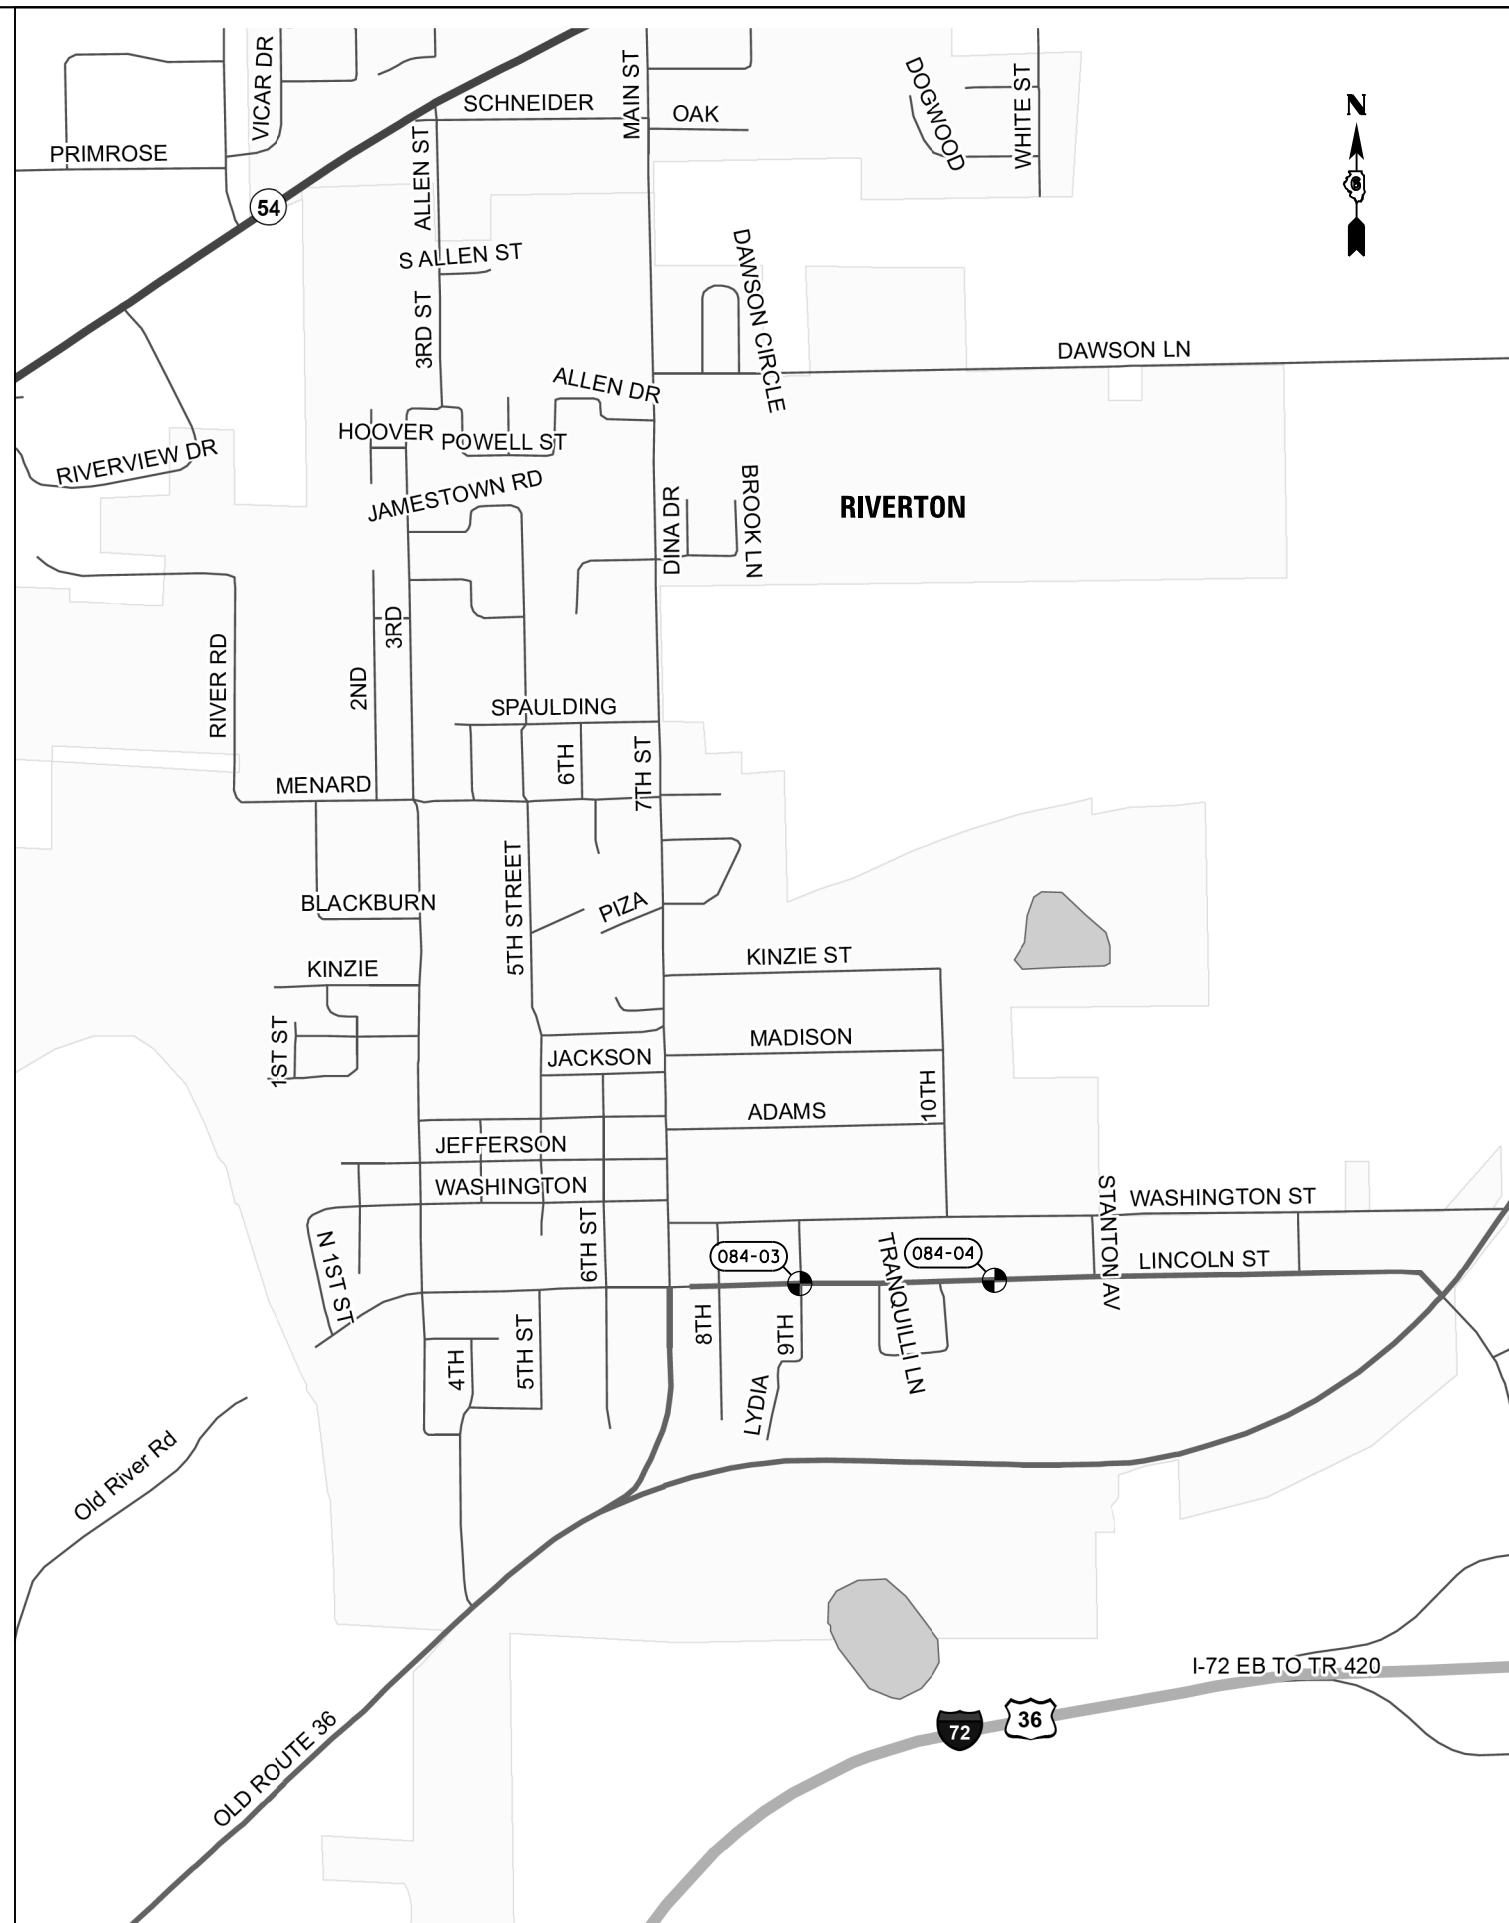 VICAR DR
MAIN ST
DOGWOOD
WHITE ST
SCHNEIDER
OAK
N
PRIMROSE
ALLEN ST
6
54
S ALLEN ST
DAWSON CIRCLE
3RD ST
DAWSON LN
ALLEN DR
HOOVER
POWELL ST
RIVERVIEW DR
JAMESTOWN RD
DINA DR
BROOK LN
RIVERTON
3RD
RIVER RD
2ND
SPAULDING
6TH
7TH ST
MENARD
5TH STREET
BLACKBURN
PIZA
KINZIE
KINZIE ST
1ST ST
MADISON
JACKSON
10TH
ADAMS
JEFFERSON
WASHINGTON
STANTON AV
WASHINGTON ST
N 1ST ST
6TH ST
084-03
TRANQUILLI LN
084-04
LINCOLN ST
8TH
9TH
4TH
5TH ST
LYDIA
Old River Rd
I-72 EB TO TR 420
72
36
OLD ROUTE 36